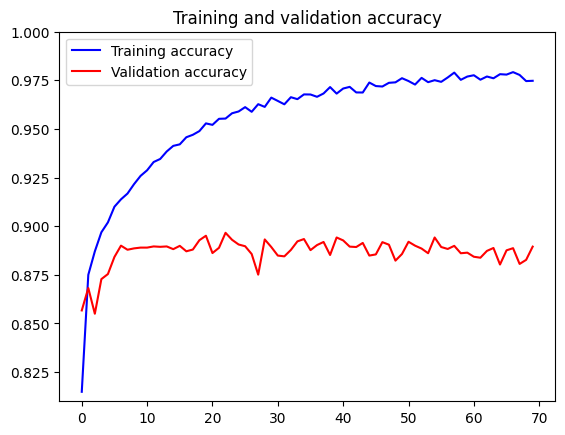 Training and validation accuracy
1.000
Training accuracy
Validation accuracy
0.975
0.950
0.925
0.900
0.875
0.850
0.825
0 10 20 30 40 50 60 70